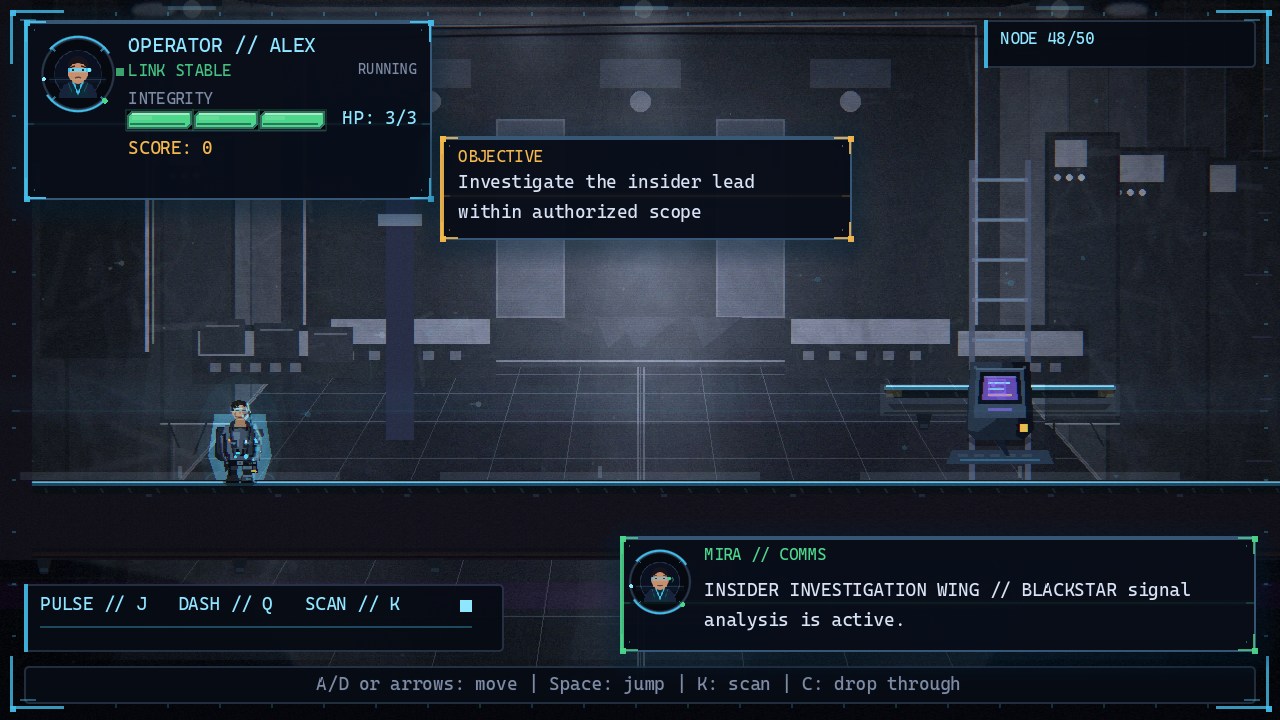 OPERATOR // ALEX
LINK STABLE
RUNNING
INTEGRITY
HP: 3/3
SCORE: 0
NODE 48/50
OBJECTIVE
Investigate the insider lead
within authorized scope
MIRA // COMMS
INSIDER INVESTIGATION WING // BLACKSTAR signal
analysis is active.
PULSE // J DASH // Q SCAN // K
A/D or arrows: move | Space: jump | K: scan | C: drop through